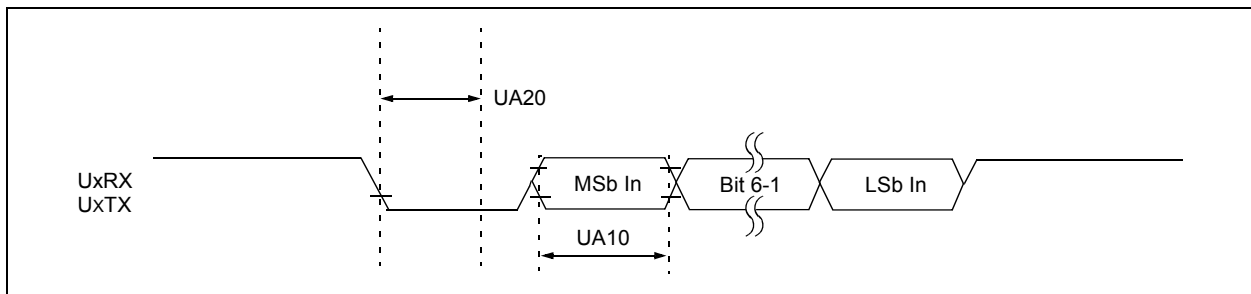 UA20
UxRX
UxTX
MSb In
Bit 6-1
LSb In
UA10